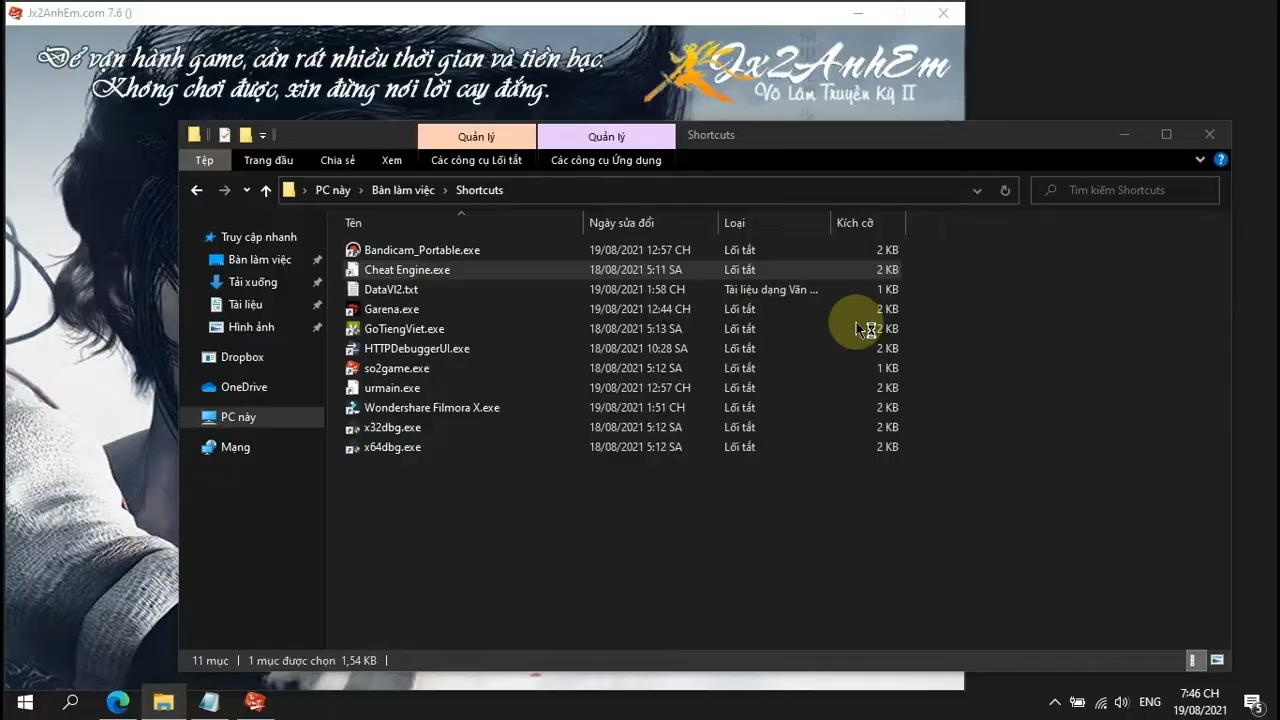 Jx2AnhEm.com 7.6 ()
Để vận hành game, cần rất nhiều thời gian và tiền bạc.
Không chơi được, xin đừng nói lời cay đắng.
Jx2AnhEm
Võ Lâm Truyền Kỳ II
Quản lý
Quản lý
Shortcuts
Tệp
Trang đầu
Chia sẻ
Xem
Các công cụ Lối tắt
Các công cụ Ứng dụng
PC này
Bàn làm việc
Shortcuts
Tìm kiếm Shortcuts
Tên Ngày sửa đổi Loại Kích cỡ
Truy cập nhanh
Bàn làm việc
Tải xuống
Tài liệu
Hình ảnh
Dropbox
OneDrive
PC này
Mạng
Bandicam_Portable.exe 19/08/2021 12:57 CH Lối tắt 2 KB
Cheat Engine.exe 18/08/2021 5:11 SA Lối tắt 2 KB
DataVl2.txt 19/08/2021 1:58 CH Tài liệu dạng Văn ... 1 KB
Garena.exe 19/08/2021 12:44 CH Lối tắt 2 KB
GoTiengViet.exe 18/08/2021 5:13 SA Lối tắt 2 KB
HTTPDebuggerUI.exe 18/08/2021 10:28 SA Lối tắt 2 KB
so2game.exe 18/08/2021 5:12 SA Lối tắt 1 KB
urmain.exe 19/08/2021 12:57 CH Lối tắt 2 KB
Wondershare Filmora X.exe 19/08/2021 1:51 CH Lối tắt 2 KB
x32dbg.exe 18/08/2021 5:12 SA Lối tắt 2 KB
x64dbg.exe 18/08/2021 5:12 SA Lối tắt 2 KB
11 mục
1 mục được chọn 1,54 KB
ENG
7:46 CH
19/08/2021
5